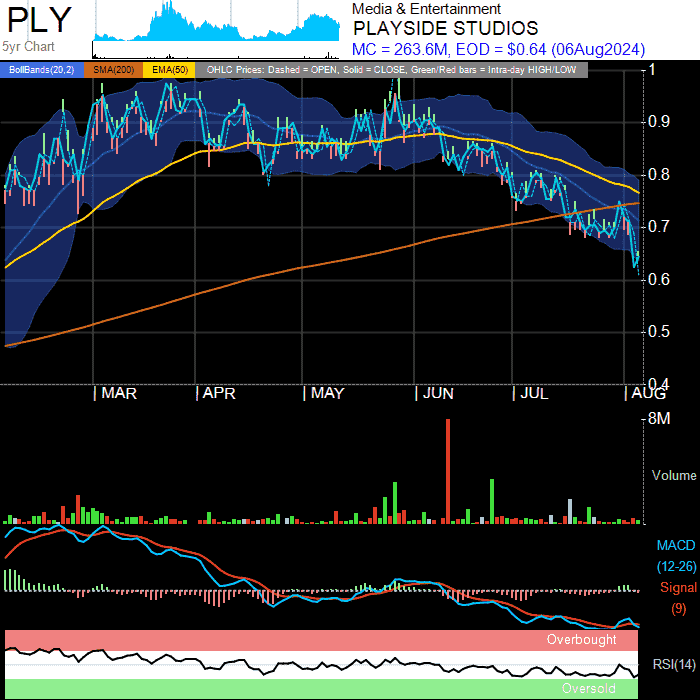 PLY
5yr Chart
Media & Entertainment
PLAYSIDE STUDIOS
MC = 263.6M, EOD = $0.64 (06Aug2024)
BollBands(20,2) SMA(200) EMA(50) OHLC Prices: Dashed = OPEN, Solid = CLOSE, Green/Red bars = Intra-day HIGH/LOW
1
0.9
0.8
0.7
0.6
0.5
0.4
MAR APR MAY JUN JUL AUG
8M
Volume
MACD
(12-26)
Signal
(9)
Overbought
RSI(14)
Oversold